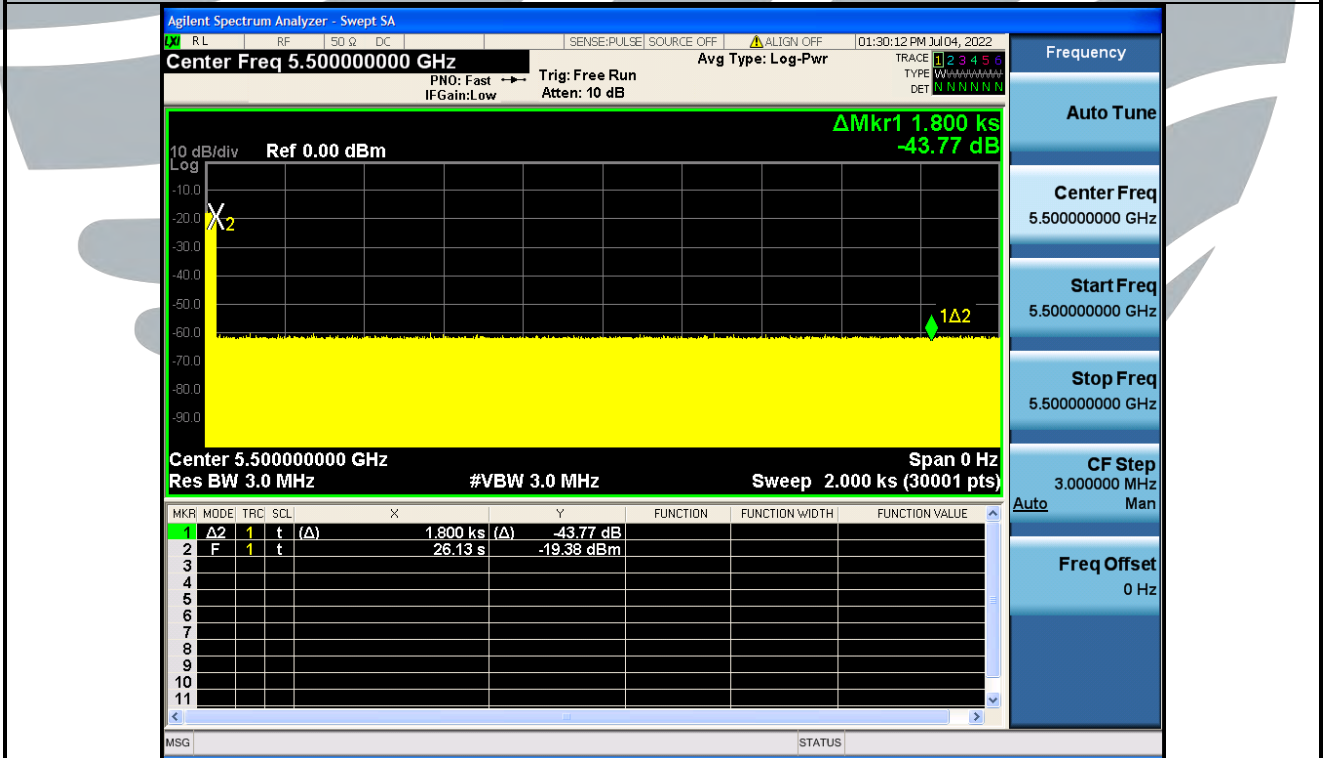 Agilent Spectrum Analyzer - Swept SA
LXI RL RF 50 Ω DC SENSE:PULSE SOURCE OFF ALIGN OFF 01:30:12 PM Jul 04, 2022
Center Freq 5.500000000 GHz Avg Type: Log-Pwr TRACE 1 2 3 4 5 6
PNO: Fast Trig: Free Run TYPE WWWWWW
IFGain:Low Atten: 10 dB DET N N N N N N
Frequency
Auto Tune
Center Freq
5.500000000 GHz
Start Freq
5.500000000 GHz
Stop Freq
5.500000000 GHz
CF Step
3.000000 MHz
Auto Man
Freq Offset
0 Hz
ΔMkr1 1.800 ks
-43.77 dB
10 dB/div Ref 0.00 dBm
Log
-10.0
-20.0
-30.0
-40.0
-50.0
-60.0
-70.0
-80.0
-90.0
2
1Δ2
Center 5.500000000 GHz Span 0 Hz
Res BW 3.0 MHz #VBW 3.0 MHz Sweep 2.000 ks (30001 pts)
MKR MODE TRC SCL X Y FUNCTION FUNCTION WIDTH FUNCTION VALUE
1 Δ2 1 t (Δ) 1.800 ks (Δ) -43.77 dB
2 F 1 t 26.13 s -19.38 dBm
3
4
5
6
7
8
9
10
11
MSG STATUS